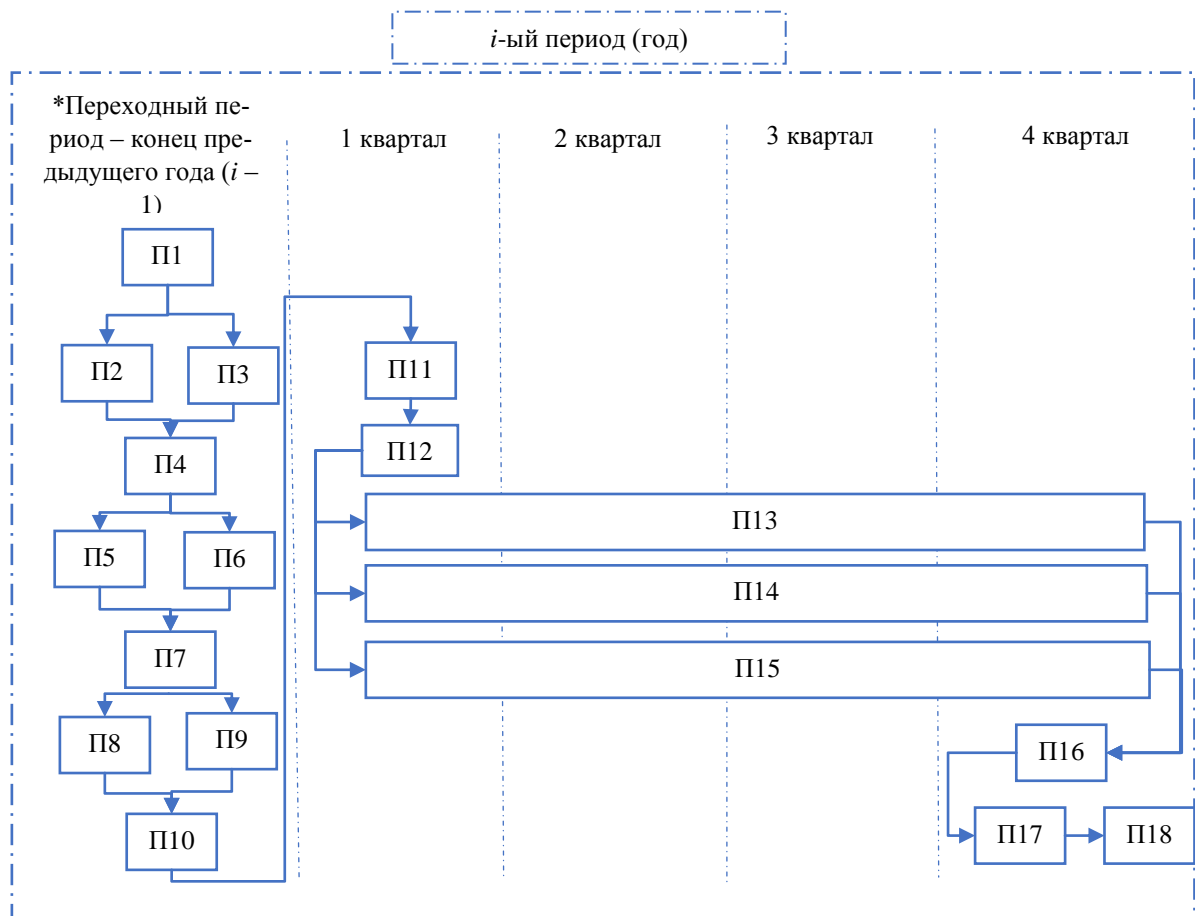 i-ый период (год)
*Переходный пе-
риод – конец пре-
дыдущего года (i –
1)
1 квартал
2 квартал
3 квартал
4 квартал
П1
П2
П3
П11
П12
П4
П13
П5
П6
П14
П7
П15
П8
П9
П16
П10
П17
П18